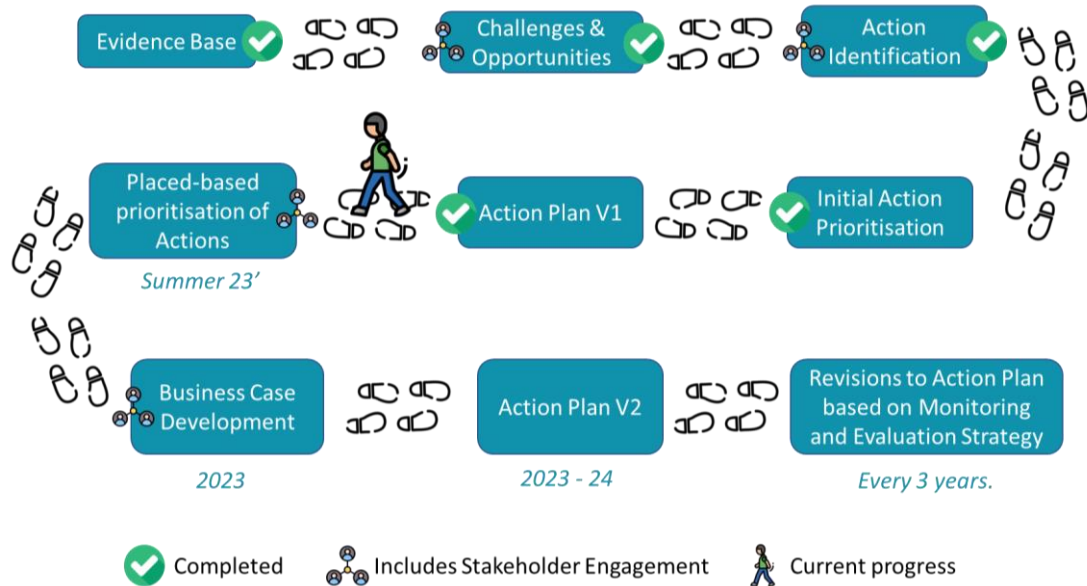 Evidence Base
Challenges &
Opportunities
Action
Identification
Placed-based
prioritisation of
Actions
Summer 23’
Action Plan V1
Initial Action
Prioritisation
Business Case
Development
2023
Action Plan V2
2023 - 24
Revisions to Action Plan
based on Monitoring
and Evaluation Strategy
Every 3 years.
Completed
Includes Stakeholder Engagement
Current progress